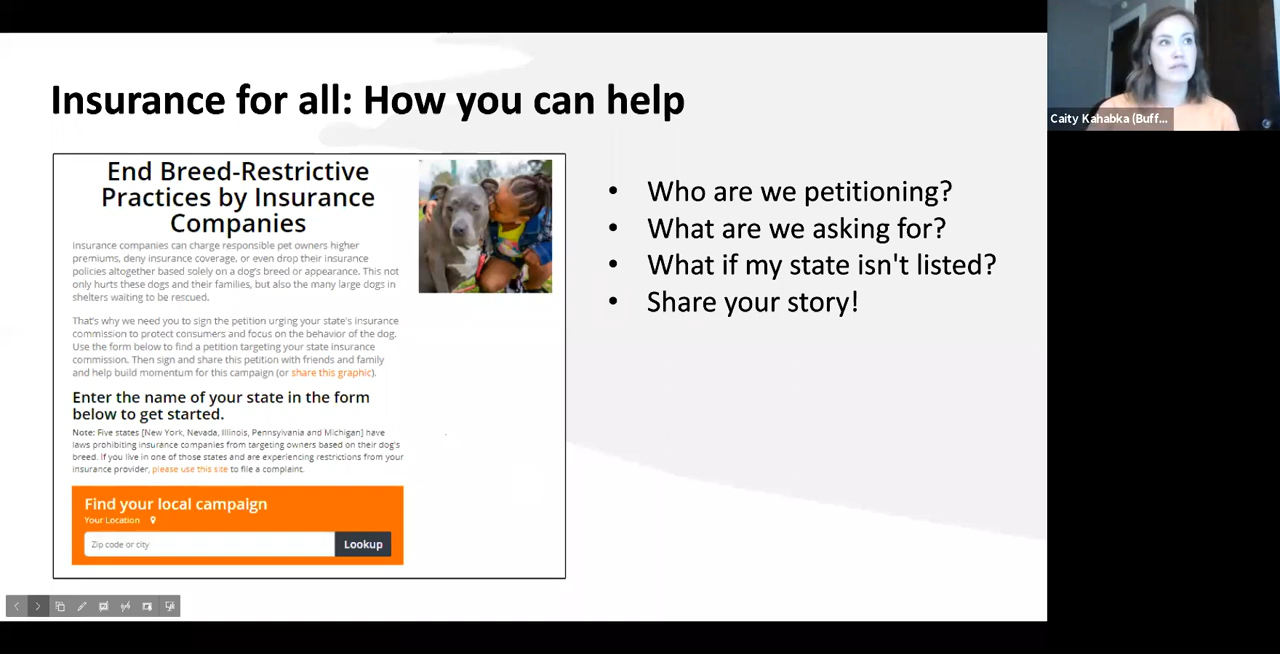 Insurance for all: How you can help
End Breed-Restrictive
Practices by Insurance
Companies
Insurance companies can charge responsible pet owners higher
premiums, deny insurance coverage, or even drop their insurance
policies altogether based solely on a dog's breed or appearance. This not
only hurts these dogs and their families, but also the many large dogs in
shelters waiting to be rescued.
That's why we need you to sign the petition urging your state's insurance
commission to protect consumers and focus on the behavior of the dog.
Use the form below to find a petition targeting your state insurance
commission. Then sign and share this petition with friends and family
and help build momentum for this campaign (or share this graphic).
Enter the name of your state in the form
below to get started.
Note: Five states [New York, Nevada, Illinois, Pennsylvania and Michigan] have
laws prohibiting insurance companies from targeting owners based on their dog's
breed. If you live in one of those states and are experiencing restrictions from your
insurance provider, please use this site to file a complaint.
Find your local campaign
Your Location
Zip code or city
Lookup
• Who are we petitioning?
• What are we asking for?
• What if my state isn't listed?
• Share your story!
Caity Kahabka (Buff...